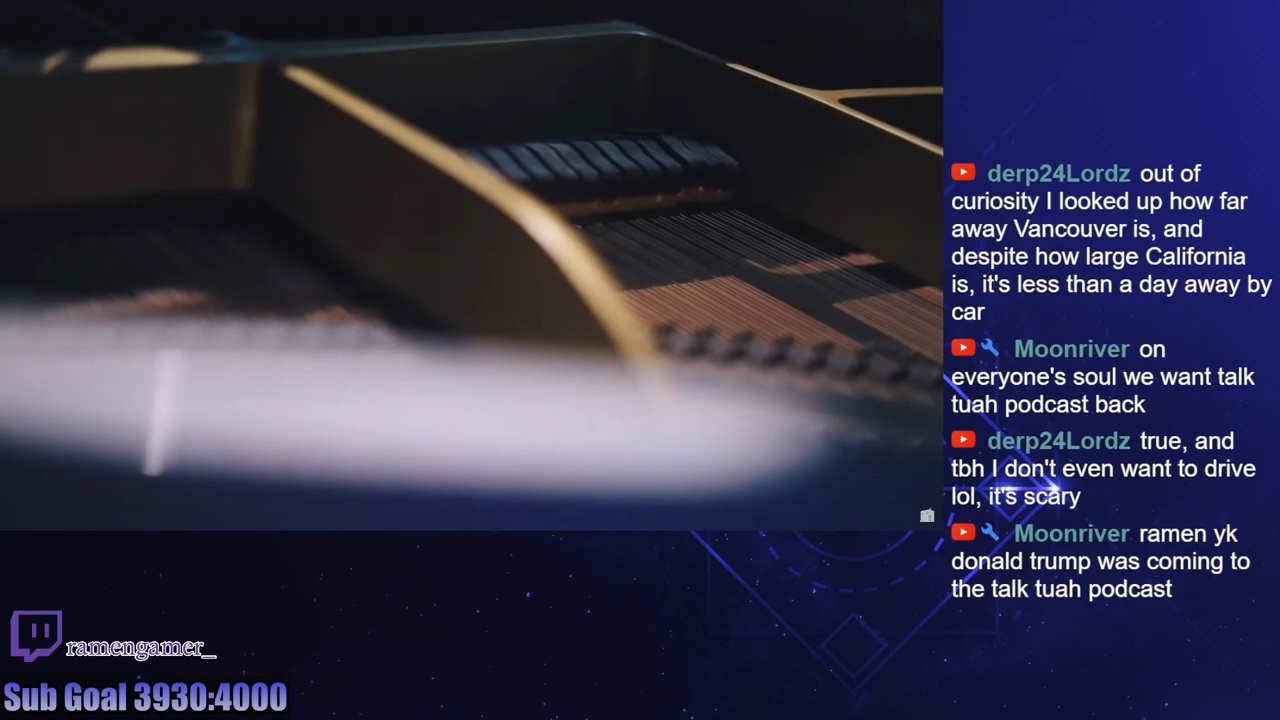 derp24Lordz out of
curiosity I looked up how far
away Vancouver is, and
despite how large California
is, it's less than a day away by
car
Moonriver on
everyone's soul we want talk
tuah podcast back
derp24Lordz true, and
tbh I don't even want to drive
lol, it's scary
Moonriver ramen yk
donald trump was coming to
the talk tuah podcast
ramengamer_
Sub Goal 3930:4000